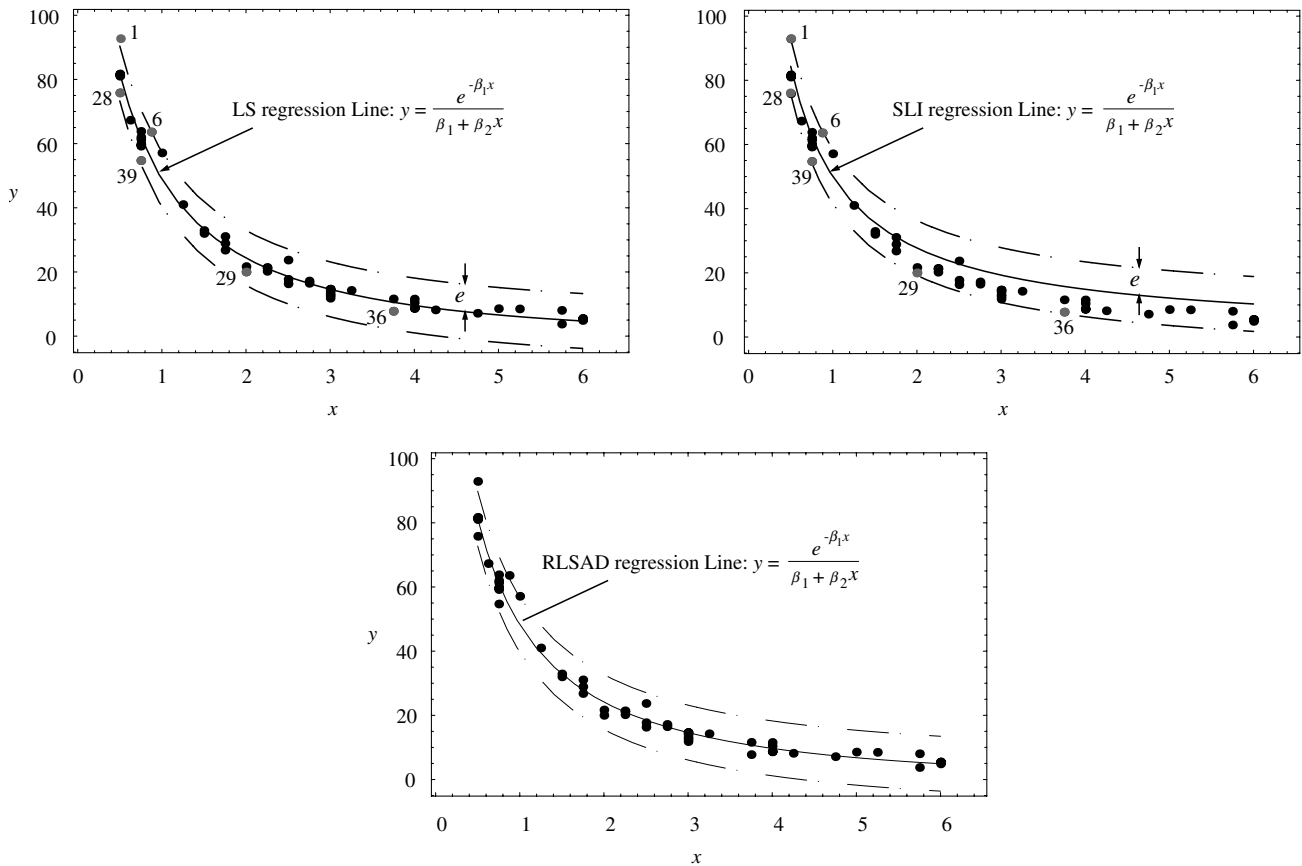 100
80
60
40
20
0
y
1
28
6
39
29
36
LS regression Line: y = e^{-β₁x} / (β₁ + β₂x)
e
0 1 2 3 4 5 6
x
100
80
60
40
20
0
1
28
6
39
29
36
SLI regression Line: y = e^{-β₁x} / (β₁ + β₂x)
e
0 1 2 3 4 5 6
x
100
80
60
40
20
0
y
RLSAD regression Line: y = e^{-β₁x} / (β₁ + β₂x)
0 1 2 3 4 5 6
x